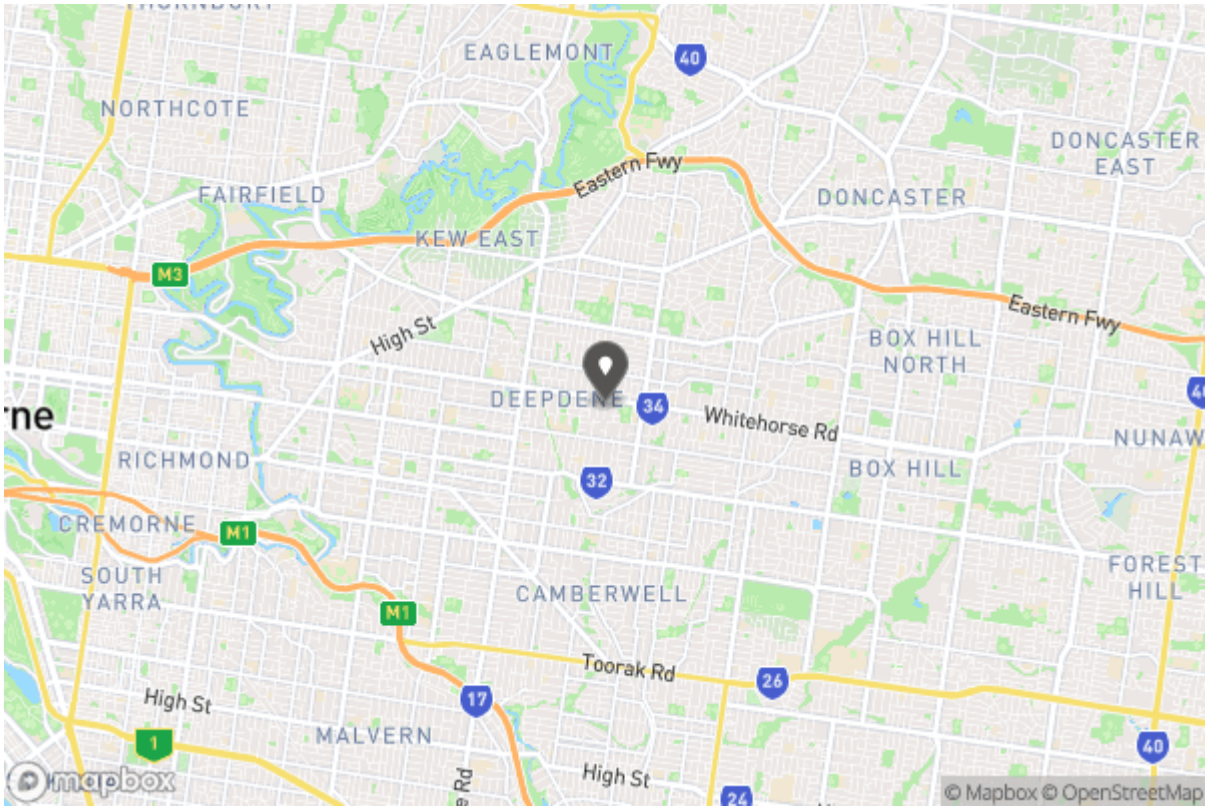 THORNBURY
EAGLEMONT
40
NORTHCOTE
DONCASTER
EAST
Eastern Fwy
FAIRFIELD
DONCASTER
KEW EAST
M3
High St
Eastern Fwy
BOX HILL
NORTH
DEEPDENE
34
40
rne
Whitehorse Rd
NUNAW
RICHMOND
BOX HILL
32
CREMORNE
M1
SOUTH
YARRA
FOREST
HILL
CAMBERWELL
M1
Toorak Rd
26
High St
17
MALVERN
1
40
High St
e Rd
24
mapbox
© Mapbox © OpenStreetMap